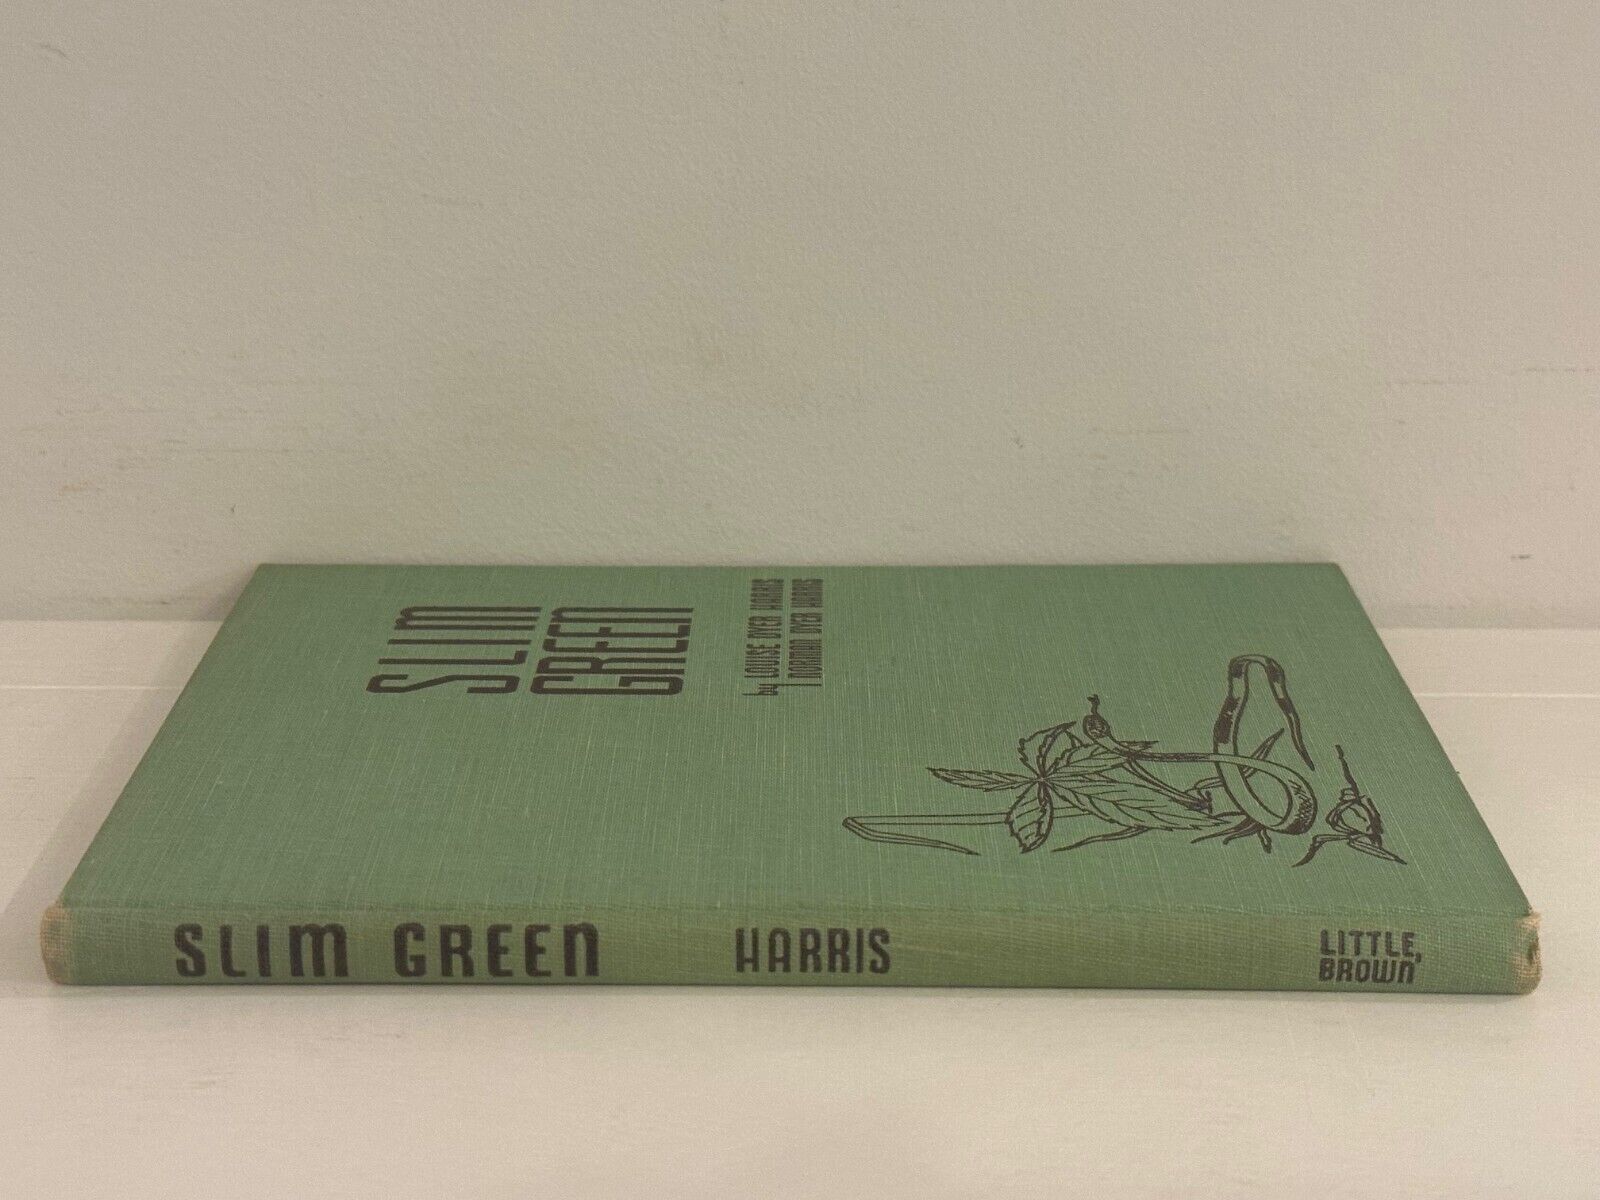 SLIM
GREEN
by LOUISE DYER HARRIS
NORMAN DYER HARRIS
SLIM GREEN
HARRIS
LITTLE,
BROWN